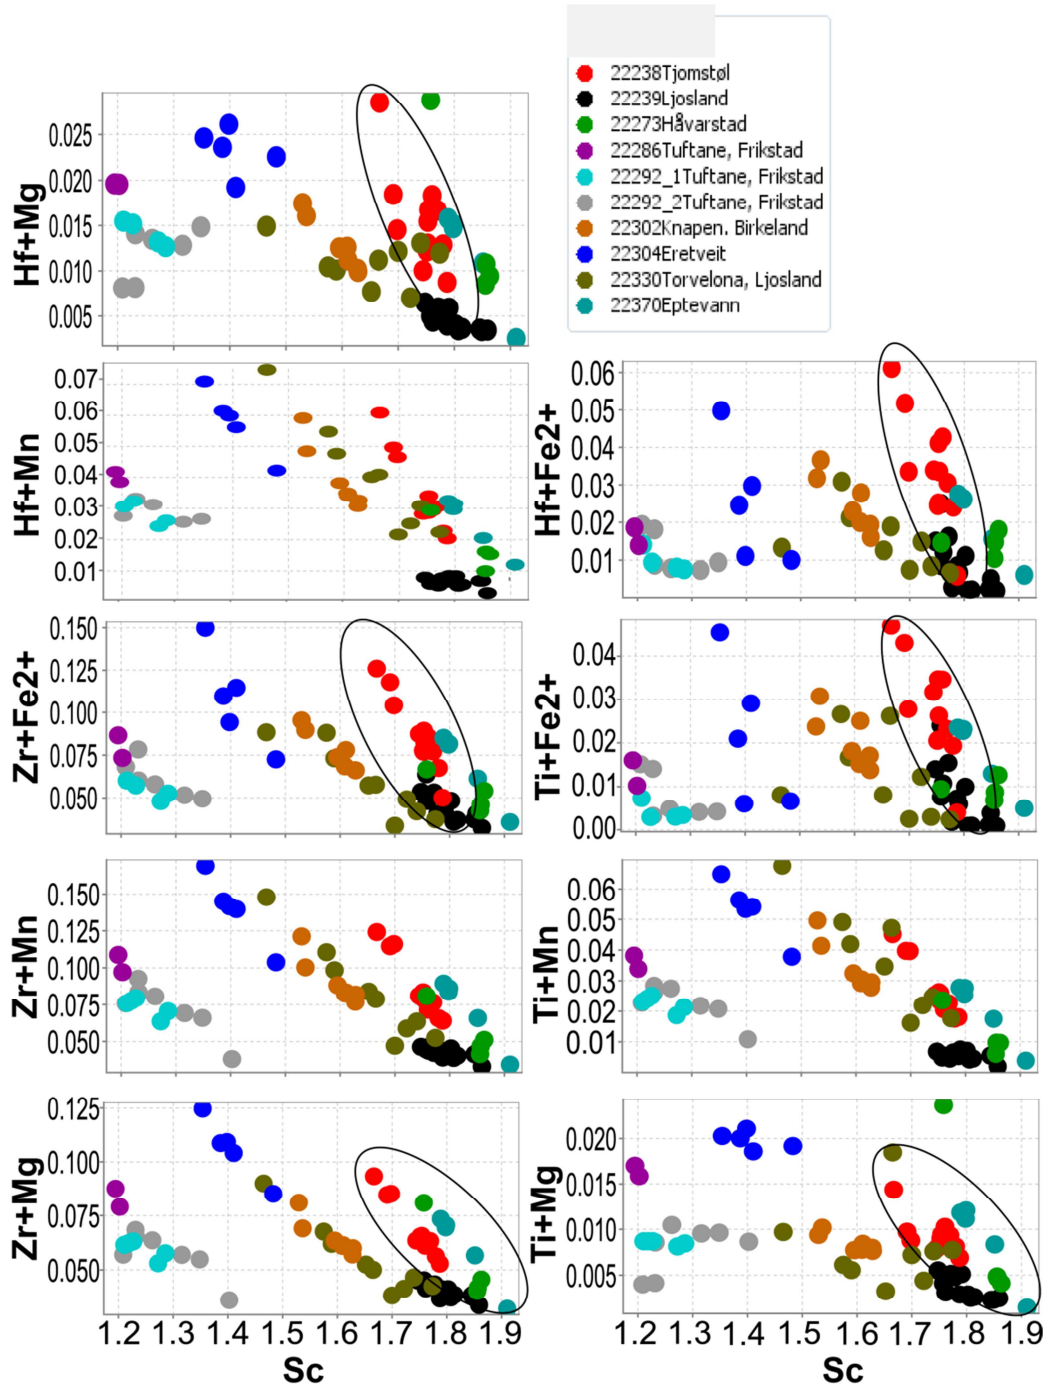 22238Tjomstøl
22239Ljosland
22273Håvarstad
22286Tuftane, Frikstad
22292_1Tuftane, Frikstad
22292_2Tuftane, Frikstad
22302Knapen. Birkeland
22304Eretveit
22330Torvelona, Ljosland
22370Eptevann
Hf+Mg
0.025
0.020
0.015
0.010
0.005
Hf+Mn
0.07
0.06
0.05
0.04
0.03
0.02
0.01
Hf+Fe2+
0.06
0.05
0.04
0.03
0.02
0.01
Zr+Fe2+
0.150
0.125
0.100
0.075
0.050
Ti+Fe2+
0.04
0.03
0.02
0.01
0.00
Zr+Mn
0.150
0.125
0.100
0.075
0.050
Ti+Mn
0.06
0.05
0.04
0.03
0.02
0.01
Zr+Mg
0.125
0.100
0.075
0.050
1.2 1.3 1.4 1.5 1.6 1.7 1.8 1.9
Sc
Ti+Mg
0.020
0.015
0.010
0.005
1.2 1.3 1.4 1.5 1.6 1.7 1.8 1.9
Sc